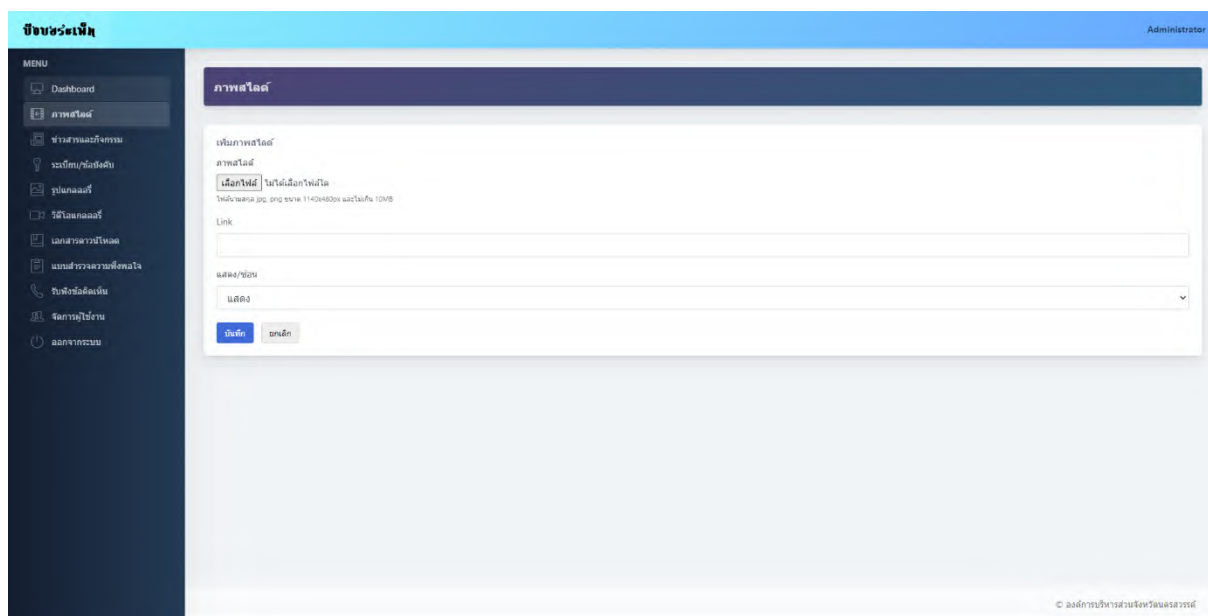 บึงบอระเพ็ด
Administrator
MENU
Dashboard
ภาพสไลด์
ข่าวสารและกิจกรรม
ระเบียบ/ข้อบังคับ
รูปแกลลอรี่
วิดีโอแกลลอรี่
เอกสารดาวน์โหลด
แบบสำรวจความพึงพอใจ
รับฟังข้อคิดเห็น
จัดการผู้ใช้งาน
ออกจากระบบ
ภาพสไลด์
เพิ่มภาพสไลด์
ภาพสไลด์
เลือกไฟล์ ไม่ได้เลือกไฟล์ใด
ไฟล์นามสกุล jpg, png ขนาด 1140x480px และไม่เกิน 10MB
Link
แสดง/ซ่อน
แสดง
บันทึก ยกเลิก
© องค์การบริหารส่วนจังหวัดนครสวรรค์